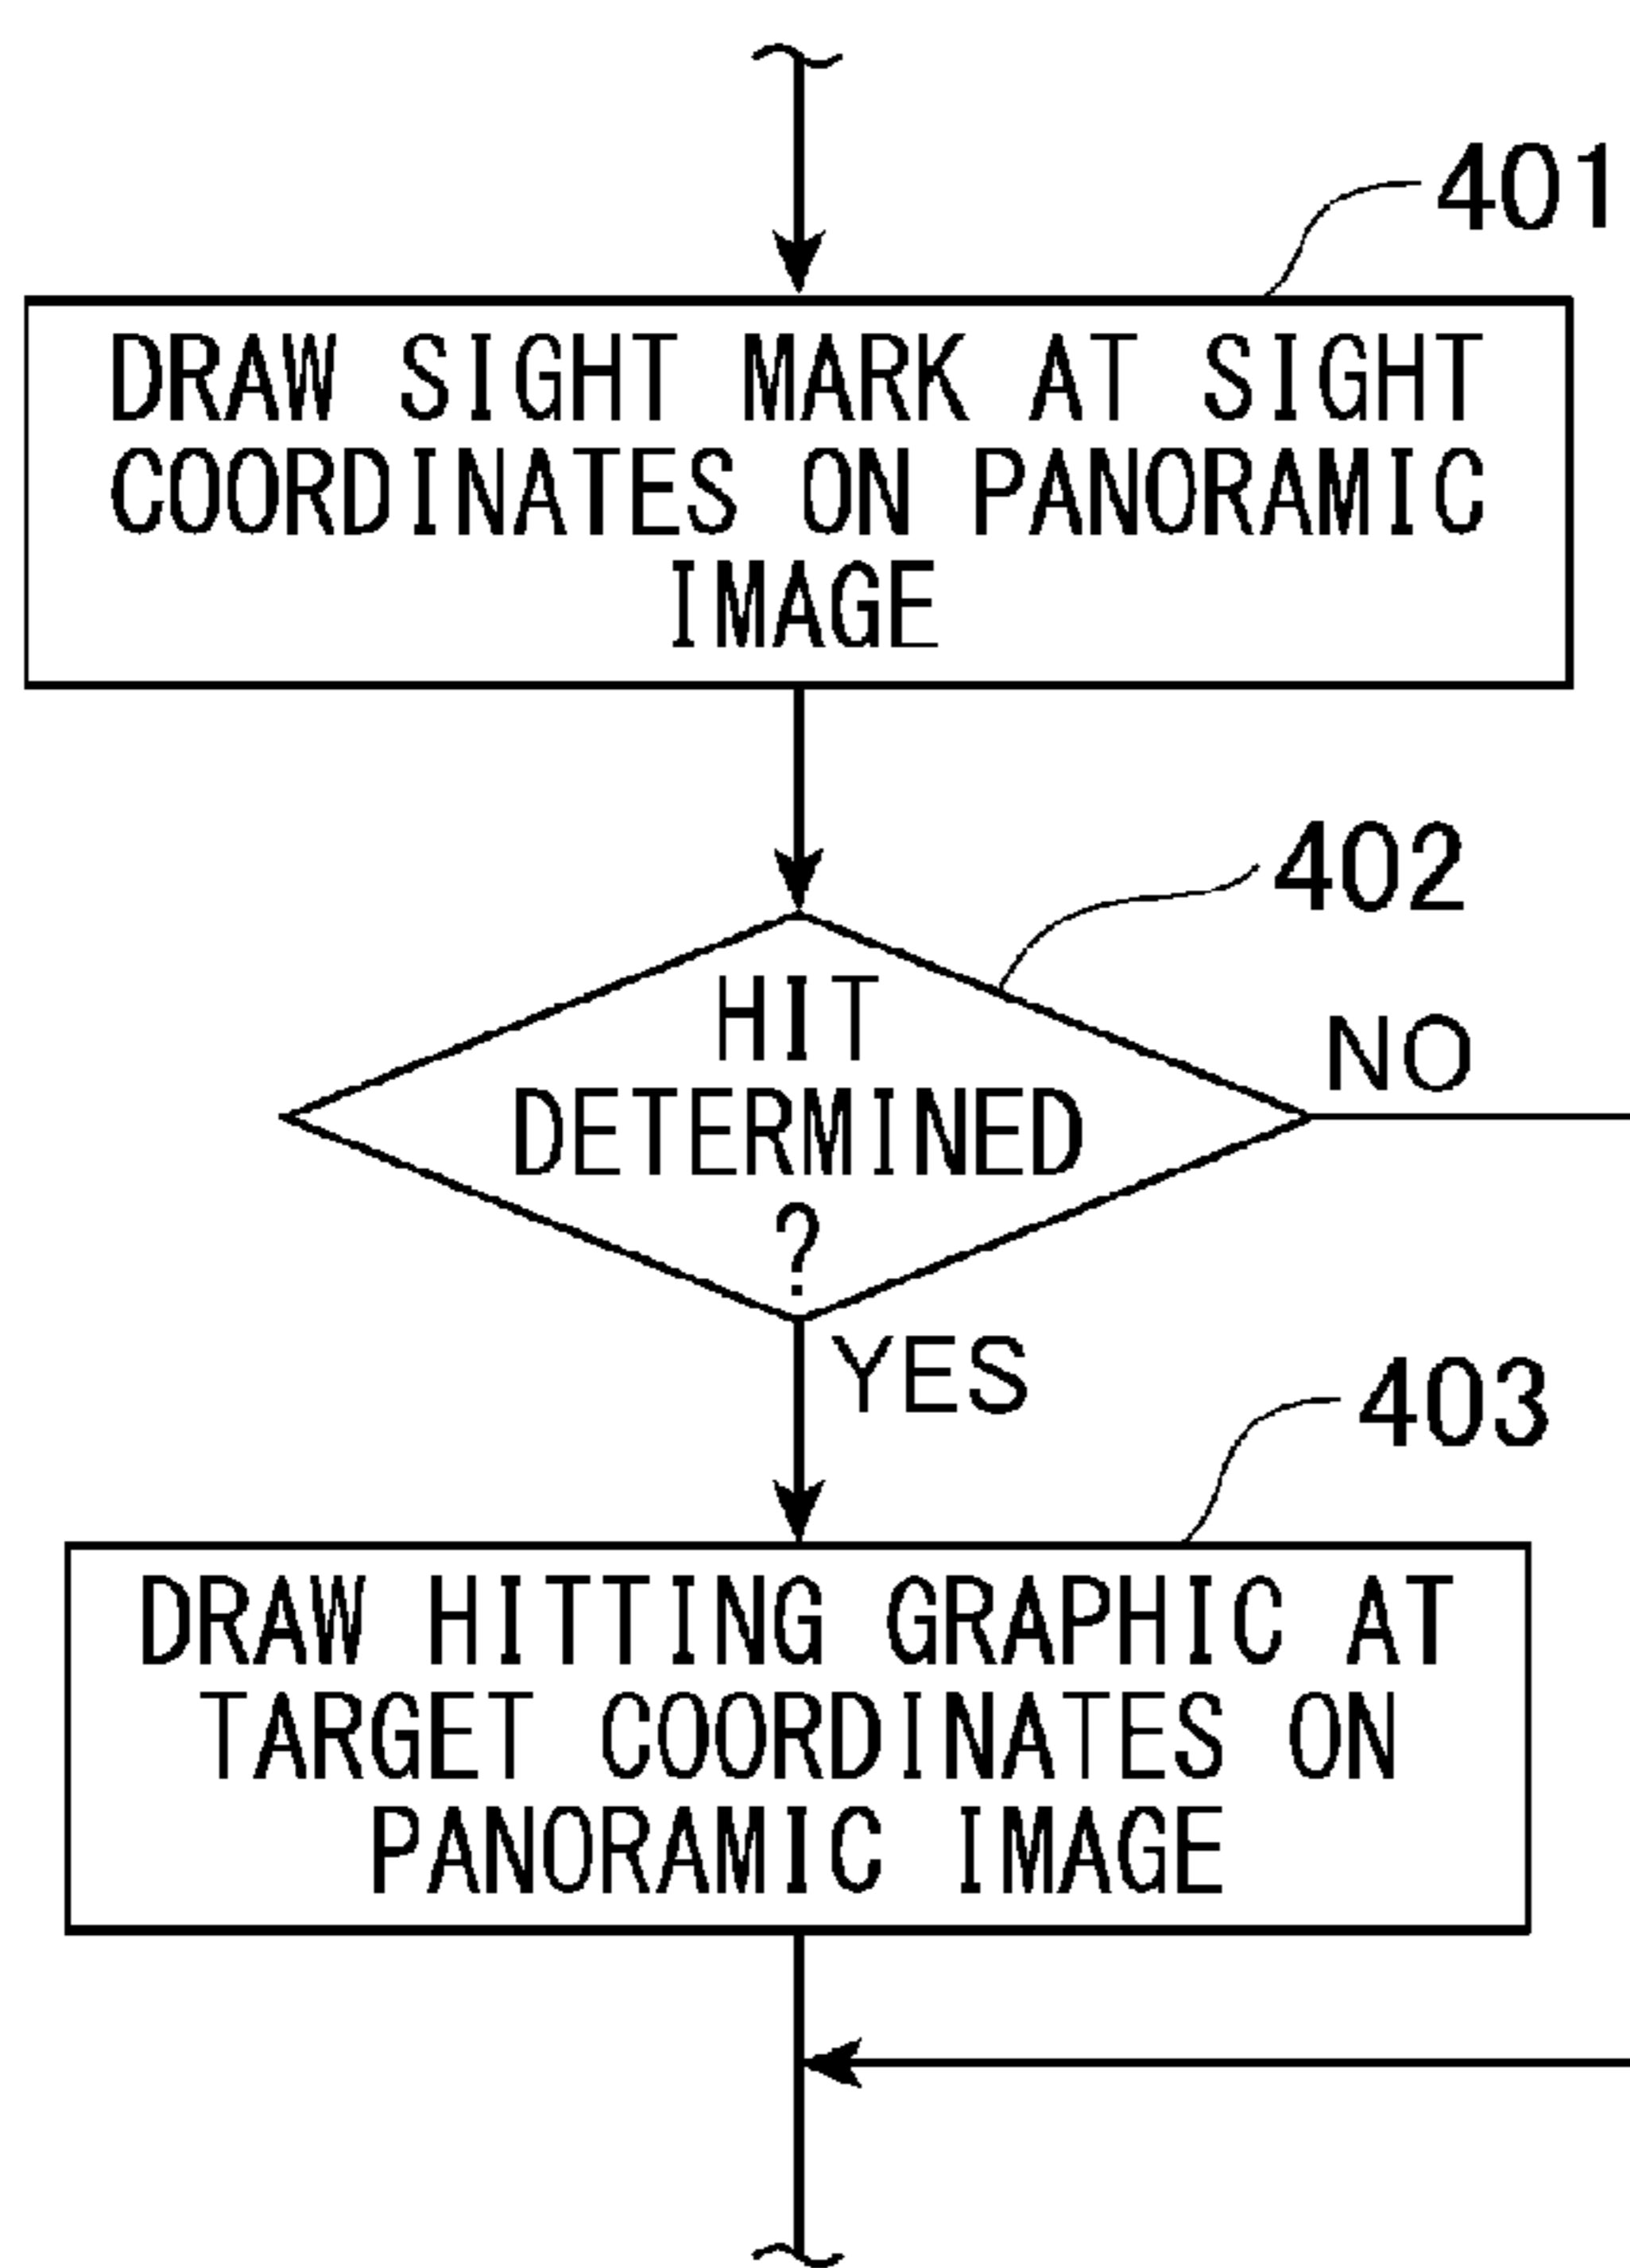 401
DRAW SIGHT MARK AT SIGHT
COORDINATES ON PANORAMIC
IMAGE
402
HIT
DETERMINED
?
NO
YES
403
DRAW HITTING GRAPHIC AT
TARGET COORDINATES ON
PANORAMIC IMAGE